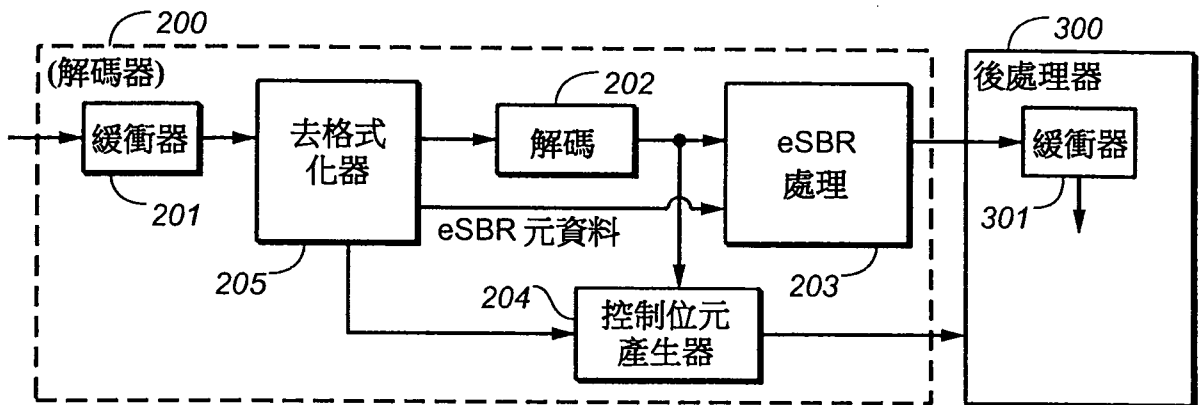 200
(解碼器)
緩衝器
201
去格式
化器
205
202
解碼
eSBR 元資料
eSBR
處理
203
204
控制位元
產生器
300
後處理器
緩衝器
301